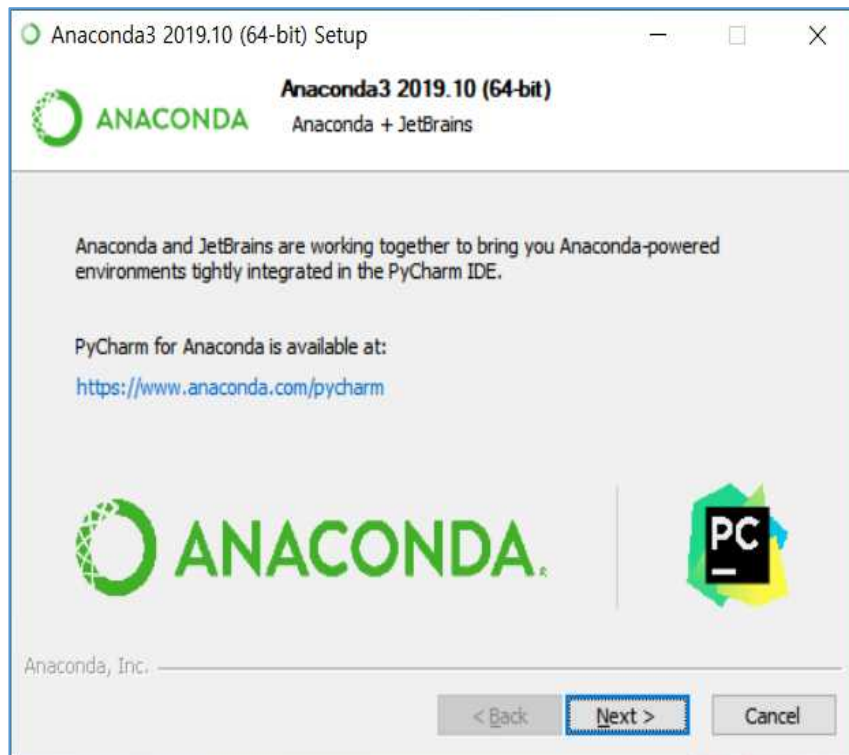 Anaconda3 2019.10 (64-bit) Setup
ANACONDA
Anaconda3 2019.10 (64-bit)
Anaconda + JetBrains
Anaconda and JetBrains are working together to bring you Anaconda-powered
environments tightly integrated in the PyCharm IDE.
PyCharm for Anaconda is available at:
https://www.anaconda.com/pycharm
ANACONDA®
PC
Anaconda, Inc.
< Back
Next >
Cancel